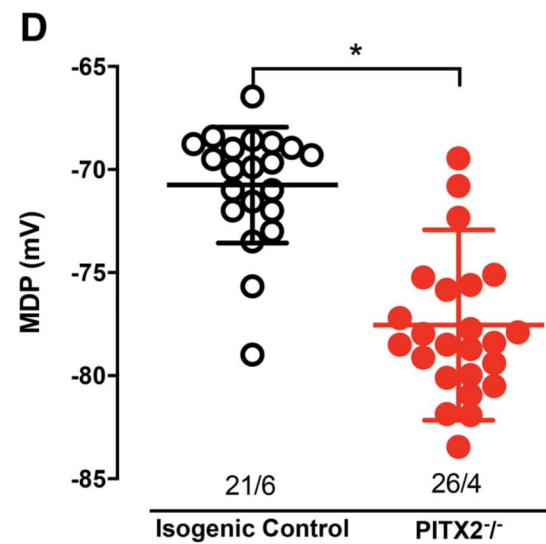 D
*
-65
-70
-75
-80
-85
MDP (mV)
21/6
26/4
Isogenic Control
PITX2-/-